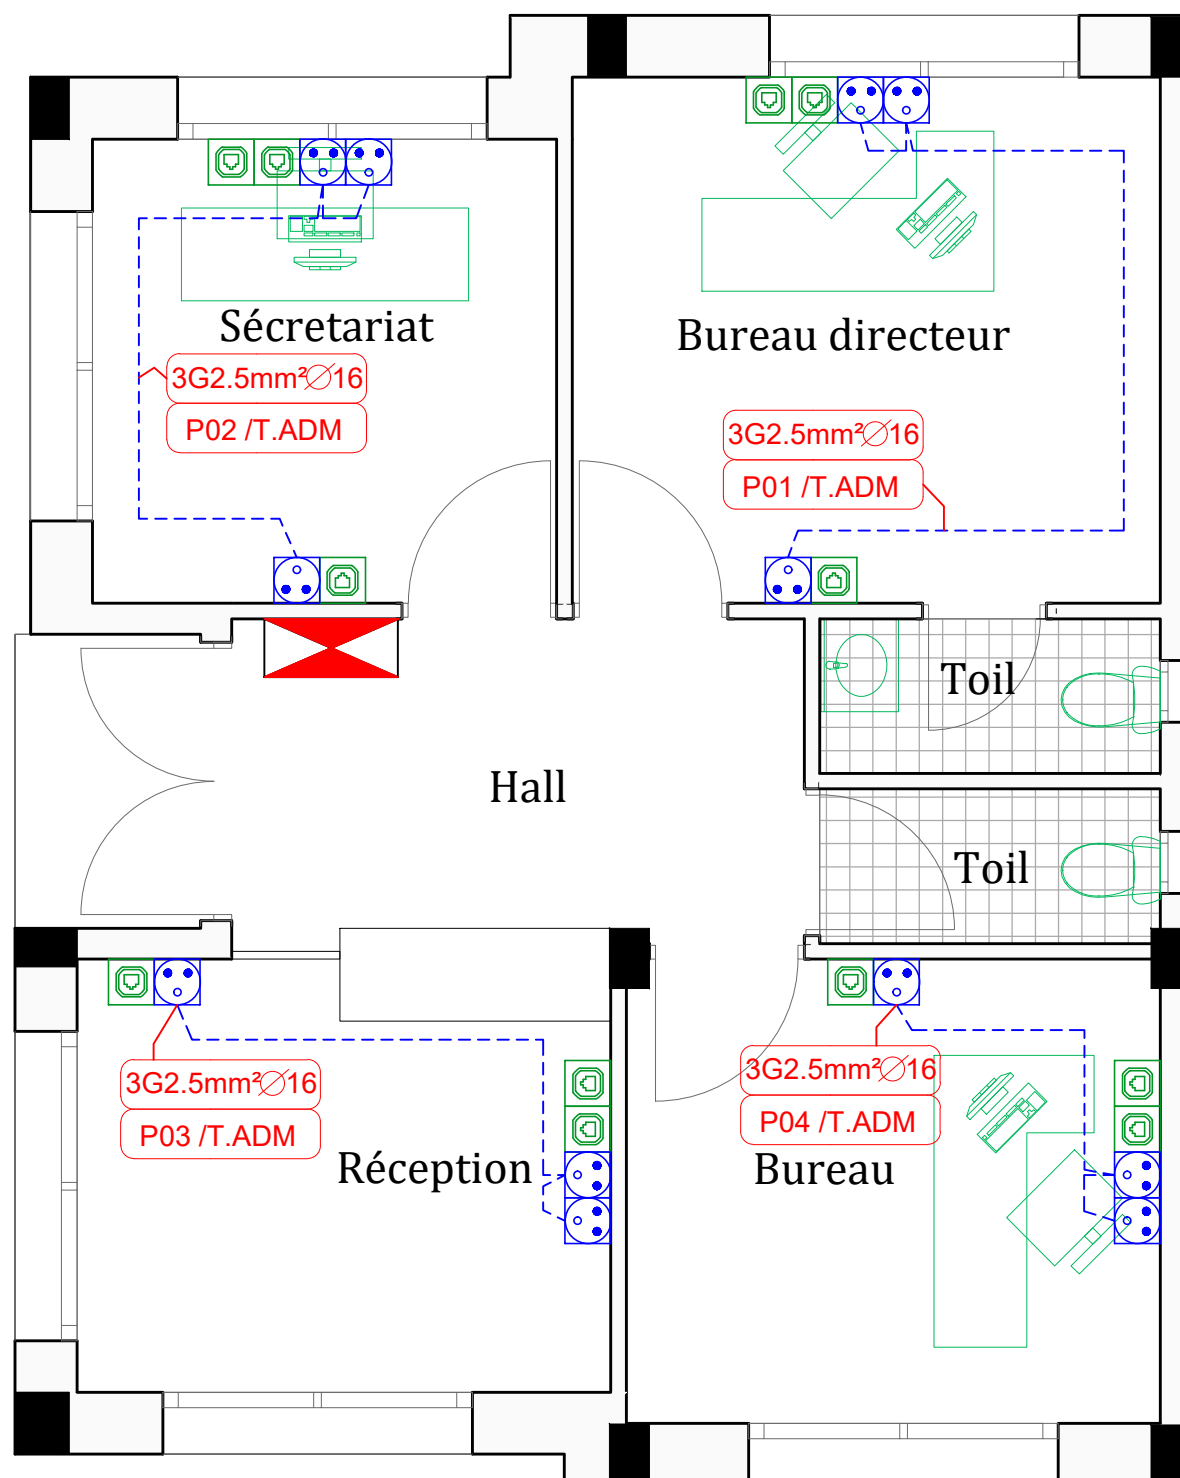 Sécretariat
3G2.5mm²∅16
P02 /T.ADM
Bureau directeur
3G2.5mm²∅16
P01 /T.ADM
Toil
Hall
Toil
3G2.5mm²∅16
P03 /T.ADM
Réception
3G2.5mm²∅16
P04 /T.ADM
Bureau